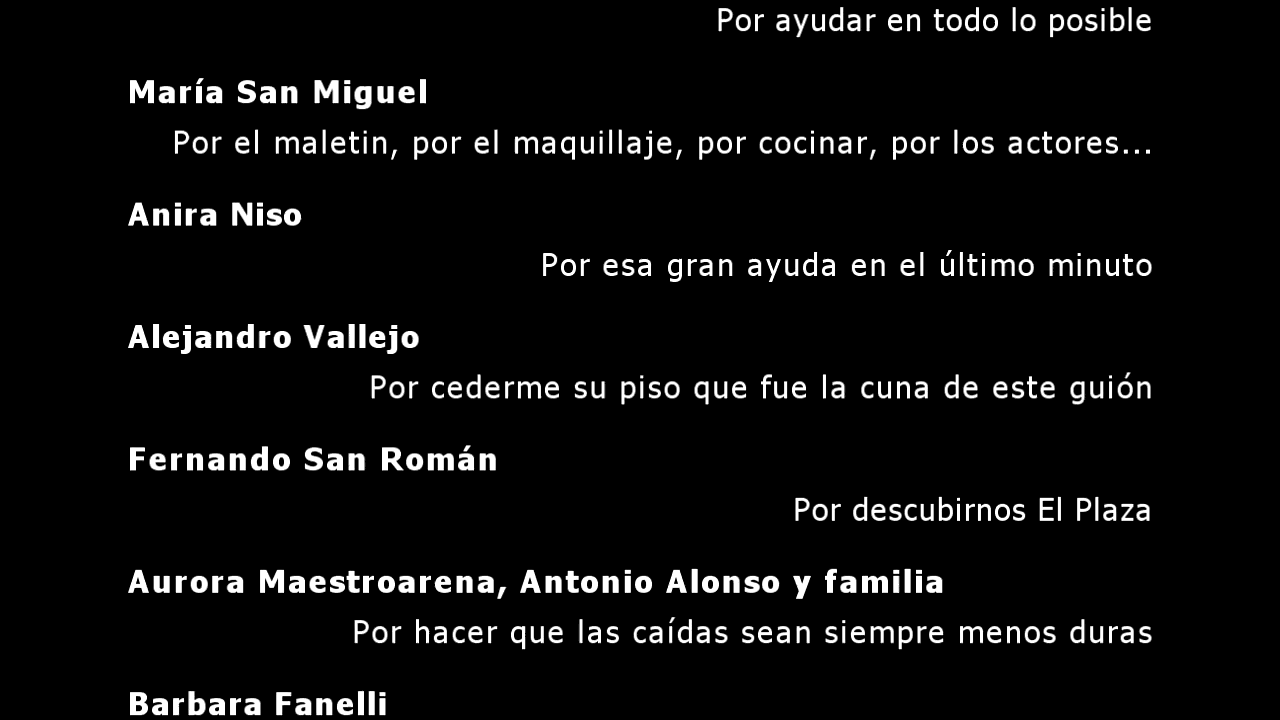 Por ayudar en todo lo posible
María San Miguel
Por el maletin, por el maquillaje, por cocinar, por los actores...
Anira Niso
Por esa gran ayuda en el último minuto
Alejandro Vallejo
Por cederme su piso que fue la cuna de este guión
Fernando San Román
Por descubirnos El Plaza
Aurora Maestroarena, Antonio Alonso y familia
Por hacer que las caídas sean siempre menos duras
Barbara Fanelli